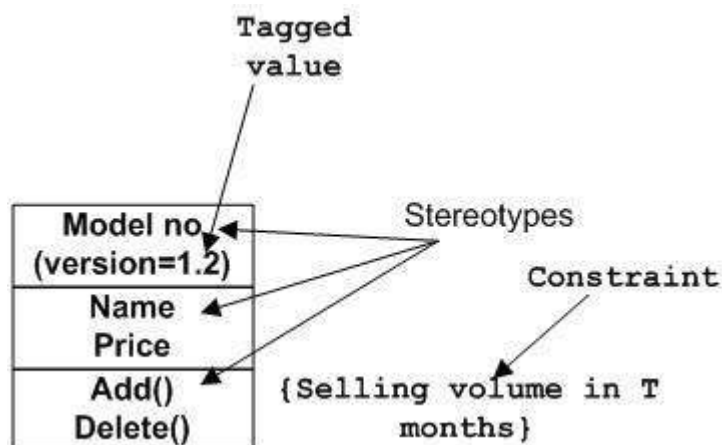 Tagged
value
Model no
(version=1.2)
Stereotypes
Constraint
Name
Price
Add()
Delete()
{Selling volume in T
months}